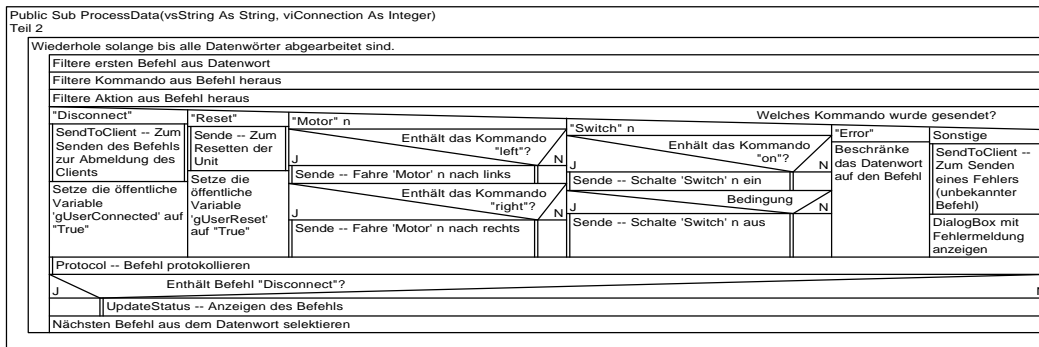 Public Sub ProcessData(vsString As String, viConnection As Integer)
Teil 2
Wiederhole solange bis alle Datenwörter abgearbeitet sind.
Filtere ersten Befehl aus Datenwort
Filtere Kommando aus Befehl heraus
Filtere Aktion aus Befehl heraus
Welches Kommando wurde gesendet?
"Disconnect"
SendToClient -- Zum
Senden des Befehls
zur Abmeldung des
Clients
Setze die öffentliche
Variable
'gUserConnected' auf
"True"
"Reset"
Sende -- Zum
Resetten der
Unit
Setze die
öffentliche
Variable
'gUserReset'
auf "True"
"Motor" n
Enthält das Kommando
"left"?
J
N
Sende -- Fahre 'Motor' n nach links
Enthält das Kommando
"right"?
J
N
Sende -- Fahre 'Motor' n nach rechts
"Switch" n
Enhält das Kommando
"on"?
J
N
Sende -- Schalte 'Switch' n ein
Bedingung
J
N
Sende -- Schalte 'Switch' n aus
"Error"
Beschränke
das Datenwort
auf den Befehl
Sonstige
SendToClient --
Zum Senden
eines Fehlers
(unbekannter
Befehl)
DialogBox mit
Fehlermeldung
anzeigen
Protocol -- Befehl protokollieren
Enthält Befehl "Disconnect"?
J
UpdateStatus -- Anzeigen des Befehls
Nächsten Befehl aus dem Datenwort selektieren